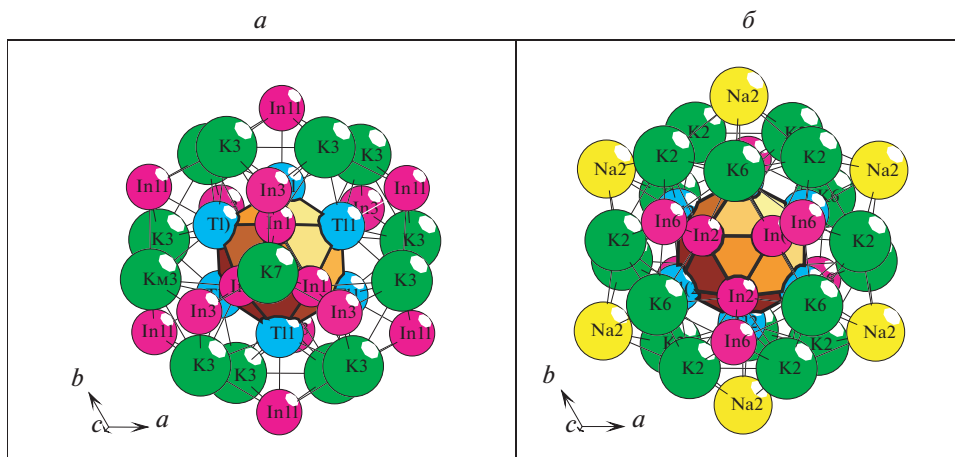 а
In11
K3
K3
K3
In11
In3
In11
In3
Tl1
In1
Tl1
K3
K7
Kм3
In1
K3
In3
In3
In11
Tl1
In11
K3
K3
K3
In11
b
c
a
б
Na2
K2
K2
K2
K6
Na2
Na2
K6
In6
In2
In6
K2
K2
K6
In2
K6
Na2
In6
Na2
K2
K2
Na2
b
c
a